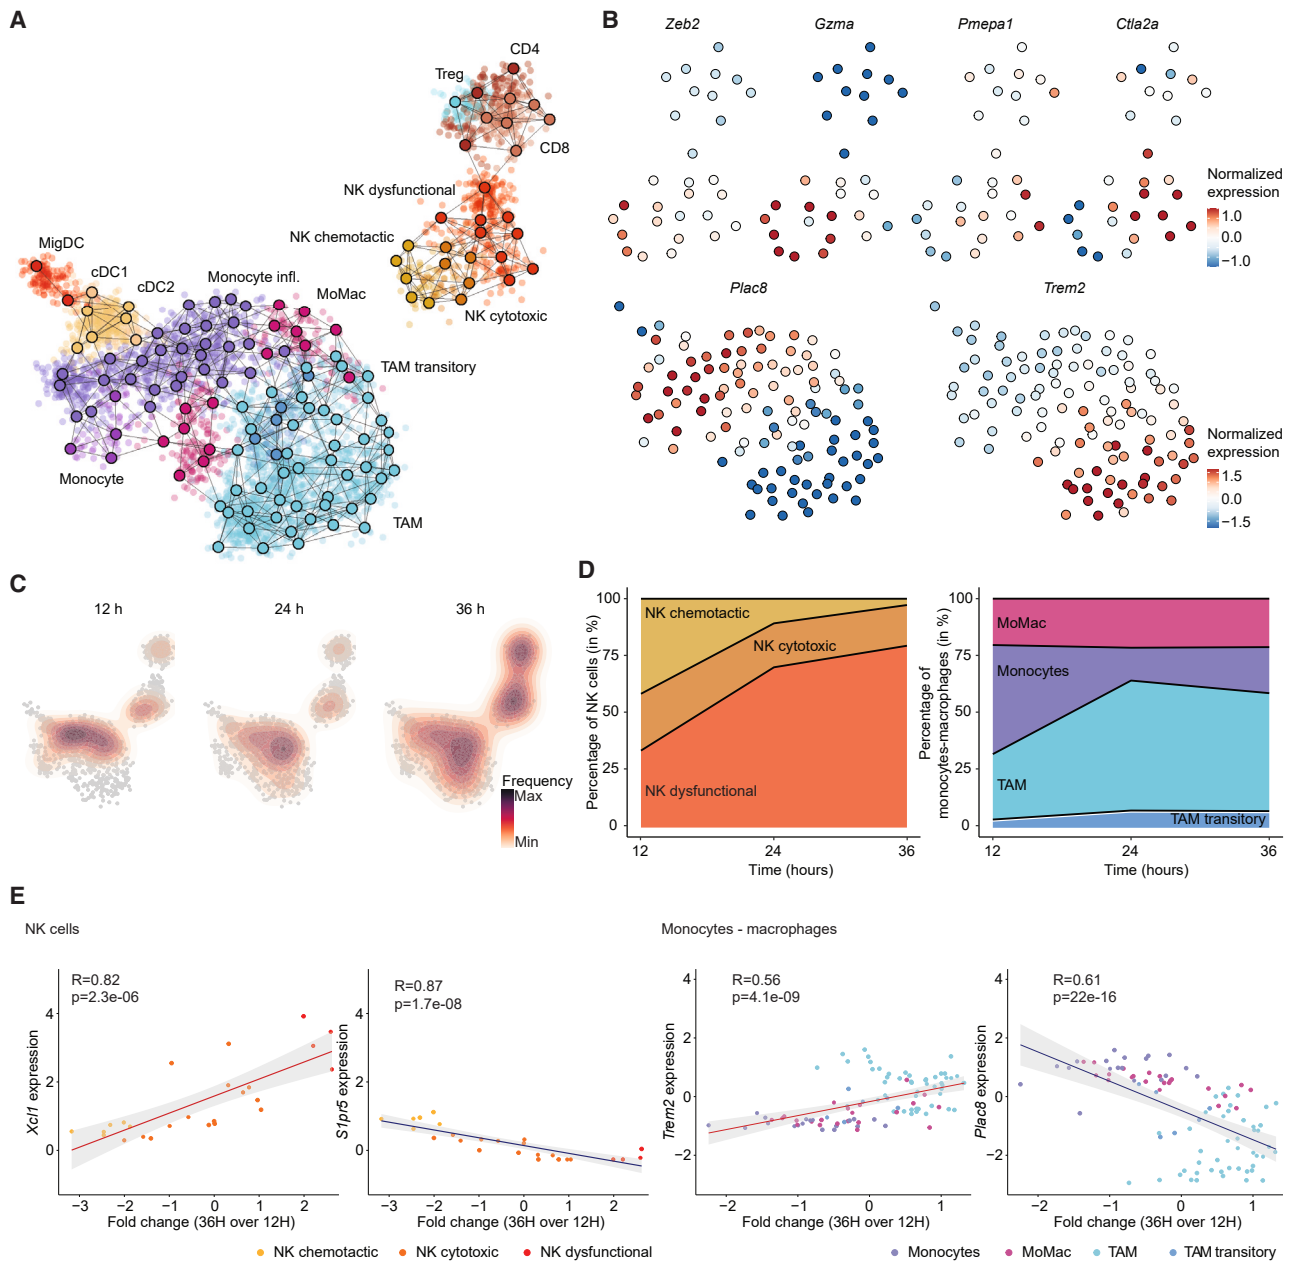 A
CD4
Treg
CD8
NK dysfunctional
NK chemotactic
NK cytotoxic
MigDC
cDC1
cDC2
Monocyte infl.
MoMac
TAM transitory
Monocyte
TAM
B
Zeb2
Gzma
Pmepa1
Ctla2a
Normalized
expression
1.0
0.0
−1.0
Plac8
Trem2
Normalized
expression
1.5
0.0
−1.5
C
12 h
24 h
36 h
Frequency
Max
Min
D
Percentage of NK cells (in %)
100
75
50
25
0
NK chemotactic
NK cytotoxic
NK dysfunctional
12
24
36
Time (hours)
Percentage of
monocytes-macrophages (in %)
100
75
50
25
0
MoMac
Monocytes
TAM
TAM transitory
12
24
36
Time (hours)
E
NK cells
Monocytes - macrophages
R=0.82
p=2.3e-06
Xcl1 expression
4
2
0
−3
−2
−1
0
1
2
Fold change (36H over 12H)
R=0.87
p=1.7e-08
S1pr5 expression
4
2
0
−3
−2
−1
0
1
2
Fold change (36H over 12H)
R=0.56
p=4.1e-09
Trem2 expression
4
2
0
−2
−2
−1
0
1
Fold change (36H over 12H)
R=0.61
p=22e-16
Plac8 expression
4
2
0
−2
−2
−1
0
1
Fold change (36H over 12H)
NK chemotactic
NK cytotoxic
NK dysfunctional
Monocytes
MoMac
TAM
TAM transitory